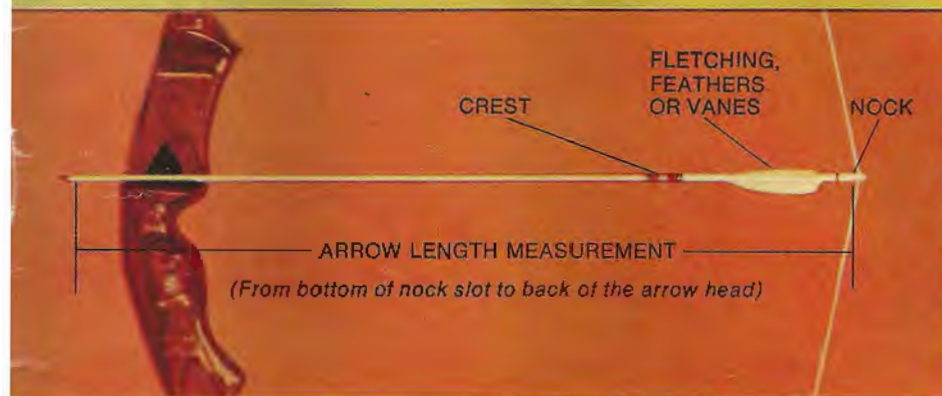 FLETCHING,
FEATHERS
OR VANES
CREST
NOCK
ARROW LENGTH MEASUREMENT
(From bottom of nock slot to back of the arrow head)